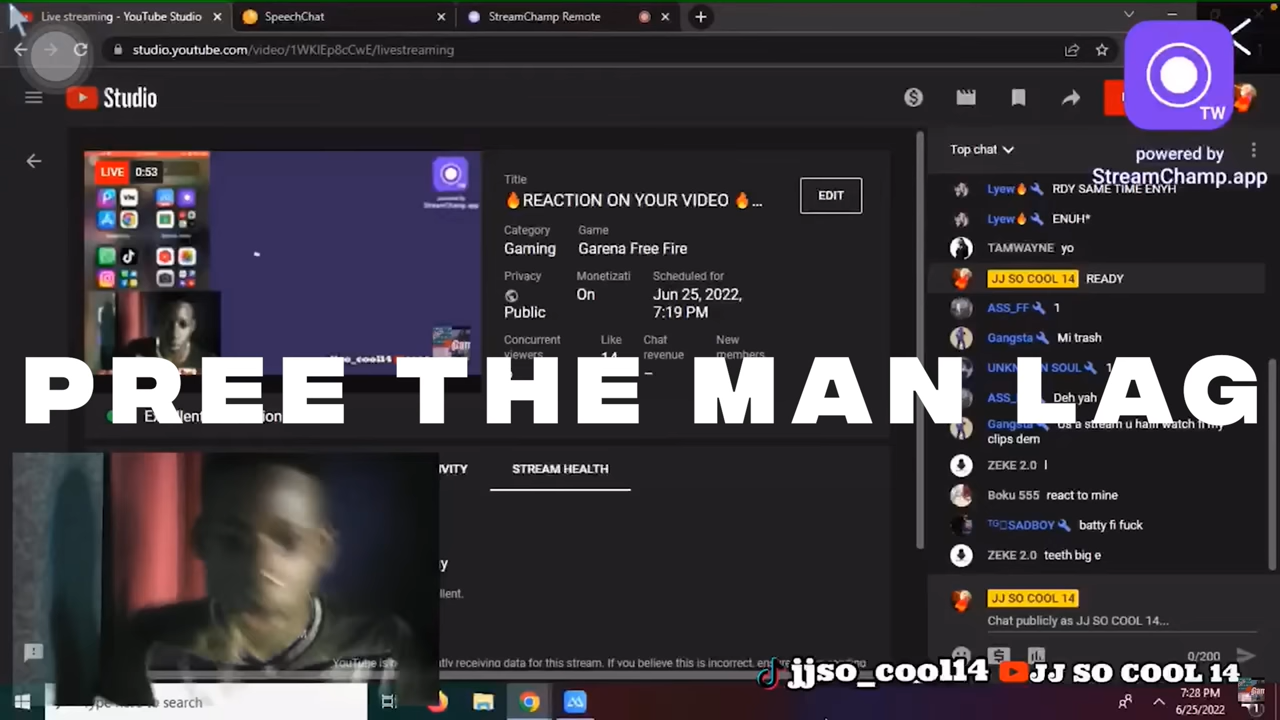 Live streaming - YouTube Studio
SpeechChat
StreamChamp Remote
studio.youtube.com/video/1WKlEp8cCwE/livestreaming
Studio
TW
powered by
StreamChamp.app
LIVE 0:53
Title
🔥REACTION ON YOUR VIDEO 🔥...
EDIT
Category
Gaming
Game
Garena Free Fire
Privacy
Public
Monetizati
On
Scheduled for
Jun 25, 2022,
7:19 PM
Concurrent
viewers
Like
Chat
revenue
New
members
PREE THE MAN LAG
STREAM HEALTH
Top chat
Lyew🔥 RDY SAME TIME ENYH
Lyew🔥 ENUH*
TAMWAYNE yo
JJ SO COOL 14 READY
ASS_FF 1
Gangsta Mi trash
Deh yah
Gangsta
clips dem
ZEKE 2.0 I
Boku 555 react to mine
SADBOY batty fi fuck
ZEKE 2.0 teeth big e
JJ SO COOL 14
Chat publicly as JJ SO COOL 14...
0/200
jjso_cool14 JJ SO COOL 14
7:28 PM
6/25/2022